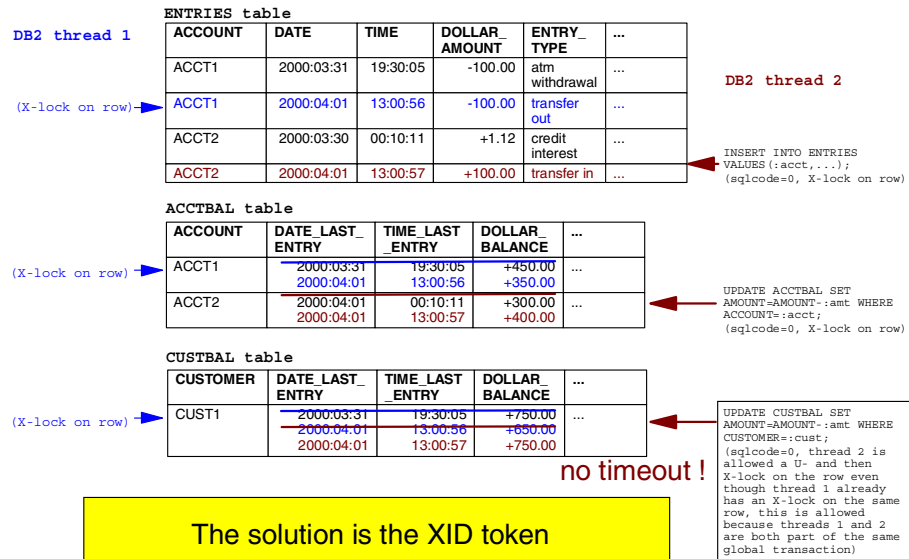 ENTRIES table
DB2 thread 1
ACCOUNT DATE TIME DOLLAR_ AMOUNT ENTRY_ TYPE ...
ACCT1 2000:03:31 19:30:05 -100.00 atm withdrawal ...
DB2 thread 2
(X-lock on row) ACCT1 2000:04:01 13:00:56 -100.00 transfer out ...
ACCT2 2000:03:30 00:10:11 +1.12 credit interest ...
ACCT2 2000:04:01 13:00:57 +100.00 transfer in ...
INSERT INTO ENTRIES
VALUES(:acct,...);
(sqlcode=0, X-lock on row)
ACCTBAL table
ACCOUNT DATE_LAST_ ENTRY TIME_LAST _ENTRY DOLLAR_ BALANCE ...
(X-lock on row) ACCT1 2000:03:31 19:30:05 +450.00 ...
2000:04:01 13:00:56 +350.00
ACCT2 2000:04:01 00:10:11 +300.00 ...
2000:04:01 13:00:57 +400.00
UPDATE ACCTBAL SET
AMOUNT=AMOUNT-:amt WHERE
ACCOUNT=:acct;
(sqlcode=0, X-lock on row)
CUSTBAL table
CUSTOMER DATE_LAST_ ENTRY TIME_LAST _ENTRY DOLLAR_ BALANCE ...
(X-lock on row) CUST1 2000:03:31 19:30:05 +750.00 ...
2000:04:01 13:00:56 +650.00
2000:04:01 13:00:57 +750.00
no timeout !
UPDATE CUSTBAL SET
AMOUNT=AMOUNT-:amt WHERE
CUSTOMER=:cust;
(sqlcode=0, thread 2 is
allowed a U- and then
X-lock on the row even
though thread 1 already
has an X-lock on the same
row, this is allowed
because threads 1 and 2
are both part of the same
global transaction)
The solution is the XID token